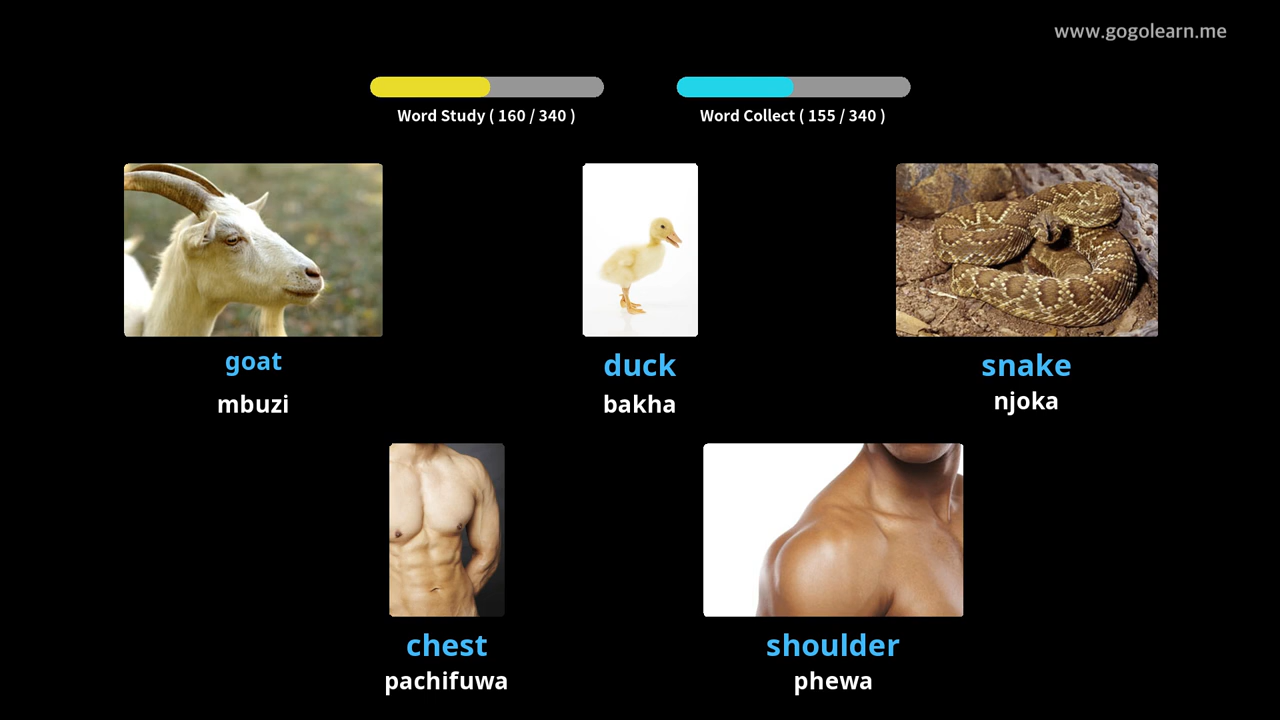 www.gogolearn.me
Word Study ( 160 / 340 )
Word Collect ( 155 / 340 )
goat
mbuzi
duck
bakha
snake
njoka
chest
pachifuwa
shoulder
phewa